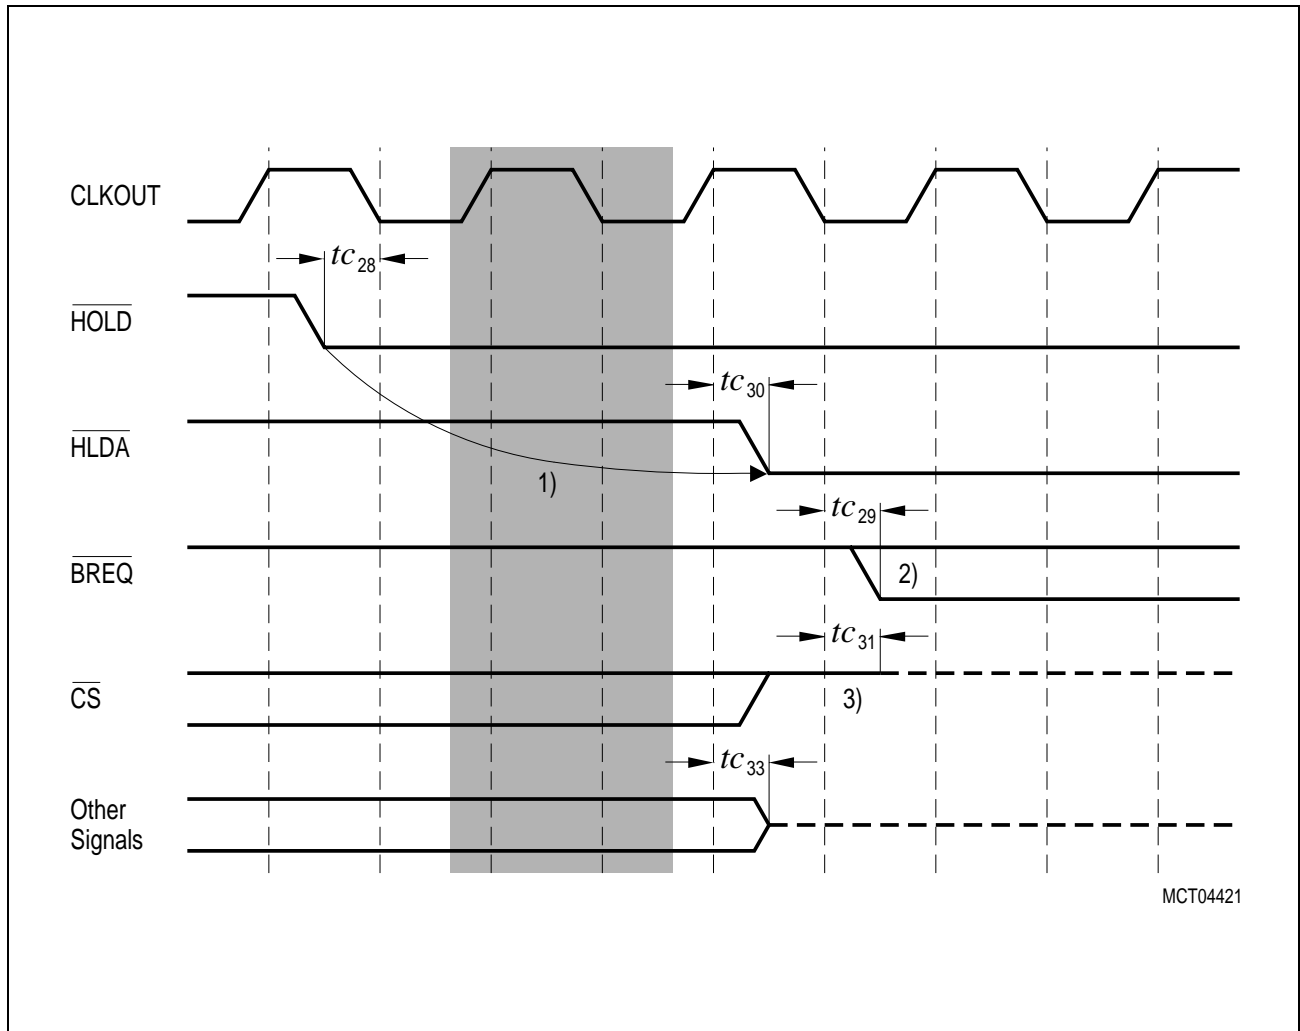 CLKOUT
tc28
HOLD
tc30
HLDA
1)
tc29
BREQ
2)
tc31
CS
3)
tc33
Other
Signals
MCT04421